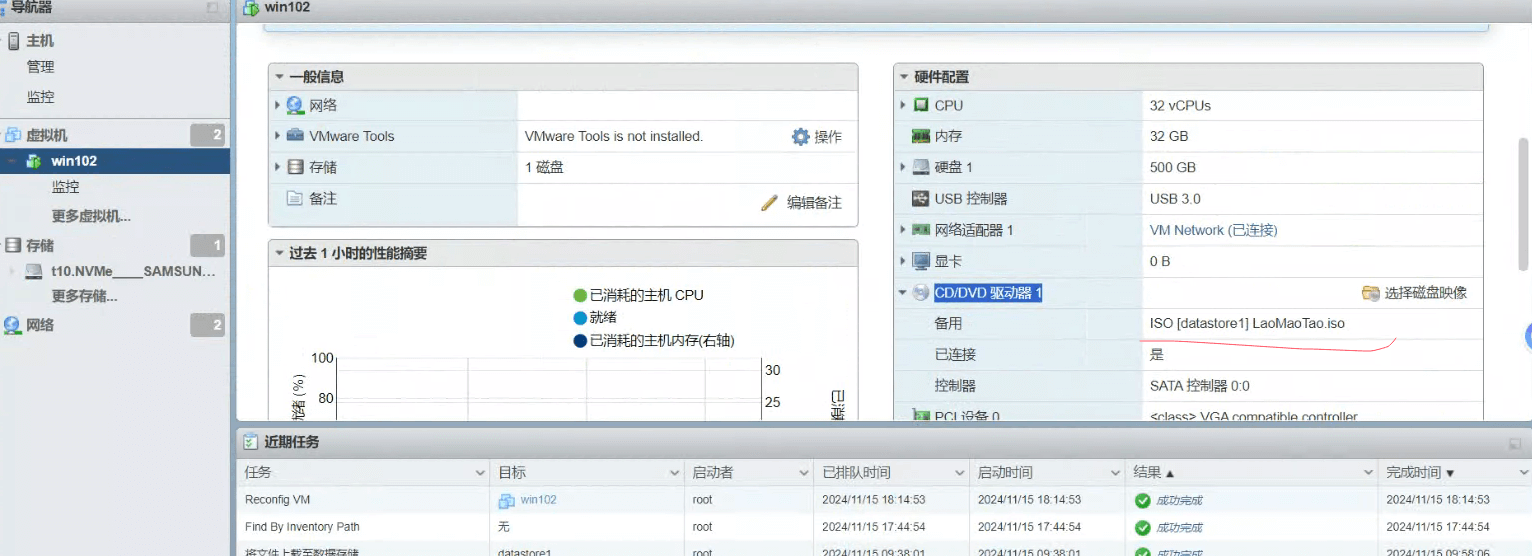 导航器
主机
管理
监控
虚拟机 2
win102
监控
更多虚拟机...
存储 1
t10.NVMe____SAMSUN...
更多存储...
网络 2
win102
一般信息
网络
VMware Tools VMware Tools is not installed. 操作
存储 1 磁盘
备注 编辑备注
过去 1 小时的性能摘要
已消耗的主机 CPU
就绪
已消耗的主机内存(右轴)
100 30
80 25
(%)
硬件配置
CPU 32 vCPUs
内存 32 GB
硬盘 1 500 GB
USB 控制器 USB 3.0
网络适配器 1 VM Network (已连接)
显卡 0 B
CD/DVD 驱动器 1 选择磁盘映像
备用 ISO [datastore1] LaoMaoTao.iso
已连接 是
控制器 SATA 控制器 0:0
PCI 设备 0 <class> VGA compatible controller
近期任务
任务 目标 启动者 已排队时间 启动时间 结果 ▲ 完成时间 ▼
Reconfig VM win102 root 2024/11/15 18:14:53 2024/11/15 18:14:53 成功完成 2024/11/15 18:14:53
Find By Inventory Path 无 root 2024/11/15 17:44:54 2024/11/15 17:44:54 成功完成 2024/11/15 17:44:54
将文件上载至数据存储 datastore1 root 2024/11/15 09:38:01 2024/11/15 09:38:01 成功完成 2024/11/15 09:58:06